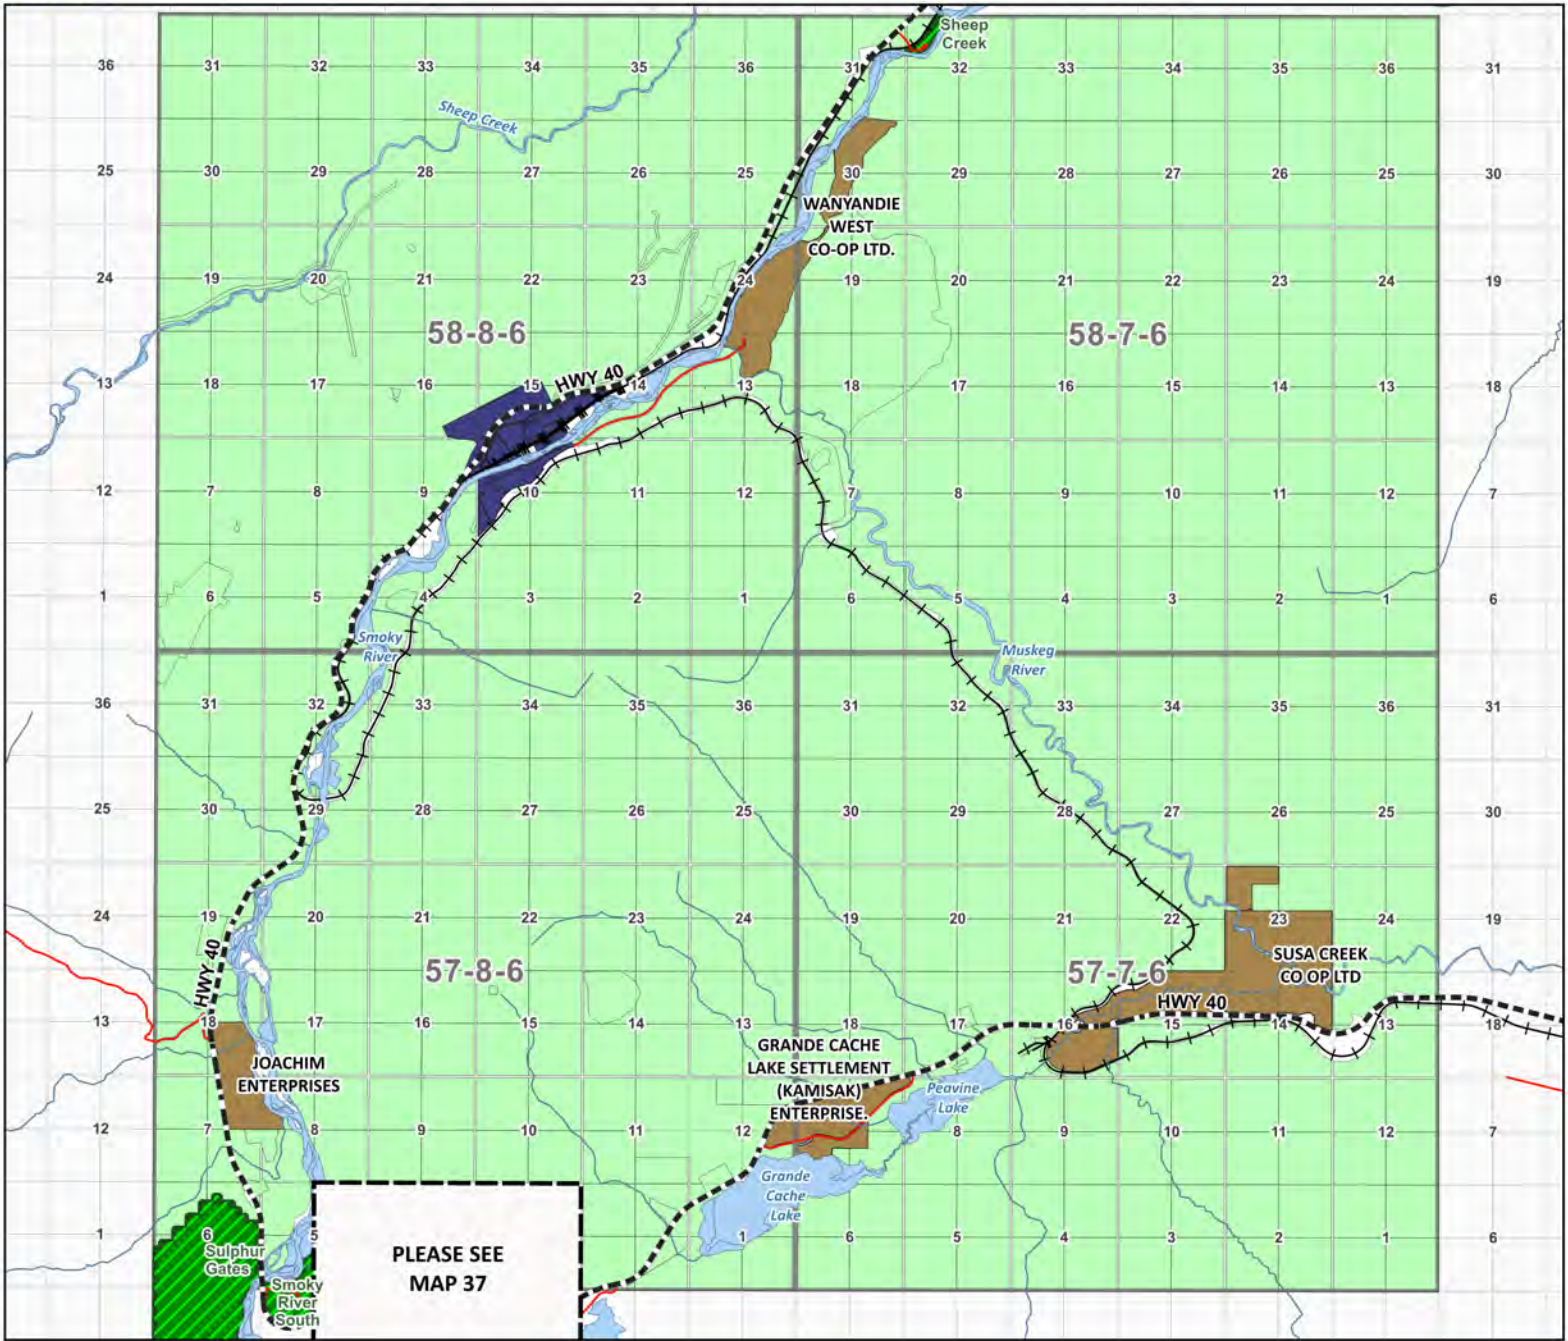 Sheep
Creek
36 31 32 33 34 35 36 31 32 33 34 35 36 31
Sheep Creek
25 30 29 28 27 26 25 30 29 28 27 26 25 30
WANYANDIE
WEST
CO-OP LTD.
24 19 20 21 22 23 24 19 20 21 22 23 24 19
58-8-6 58-7-6
HWY 40
13 18 17 16 15 14 13 18 17 16 15 14 13 18
12 7 8 9 10 11 12 7 8 9 10 11 12 7
1 6 5 4 3 2 1 6 5 4 3 2 1 6
Smoky
River
Muskeg
River
36 31 32 33 34 35 36 31 32 33 34 35 36 31
25 30 29 28 27 26 25 30 29 28 27 26 25 30
24 19 20 21 22 23 24 19 20 21 22 23 24 19
HWY 40
57-8-6 57-7-6
SUSA CREEK
CO OP LTD
HWY 40
13 18 17 16 15 14 13 18 17 16 15 14 13 18
JOACHIM
ENTERPRISES
GRANDE CACHE
LAKE SETTLEMENT
(KAMISAK)
ENTERPRISE.
Peavine
Lake
12 7 8 9 10 11 12 8 9 10 11 12 7
Grande
Cache
Lake
1 6 5 1 6 5 4 3 2 1 6
Sulphur
Gates
Smoky
River
South
PLEASE SEE
MAP 37